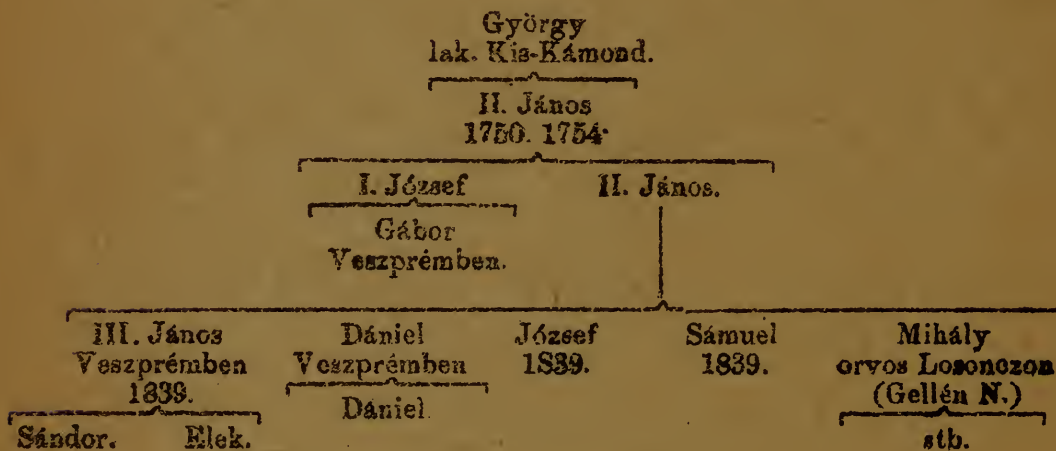 György
lak. Kis-Kámond.
II. János
1750. 1754·
I. József II. János.
Gábor
Veszprémben.
III. János Dániel József Sámuel Mihály
Veszprémben Veszprémben 1839. 1839. orvos Losonczon
1839. Dániel. (Gellén N.)
Sándor. Elek. stb.